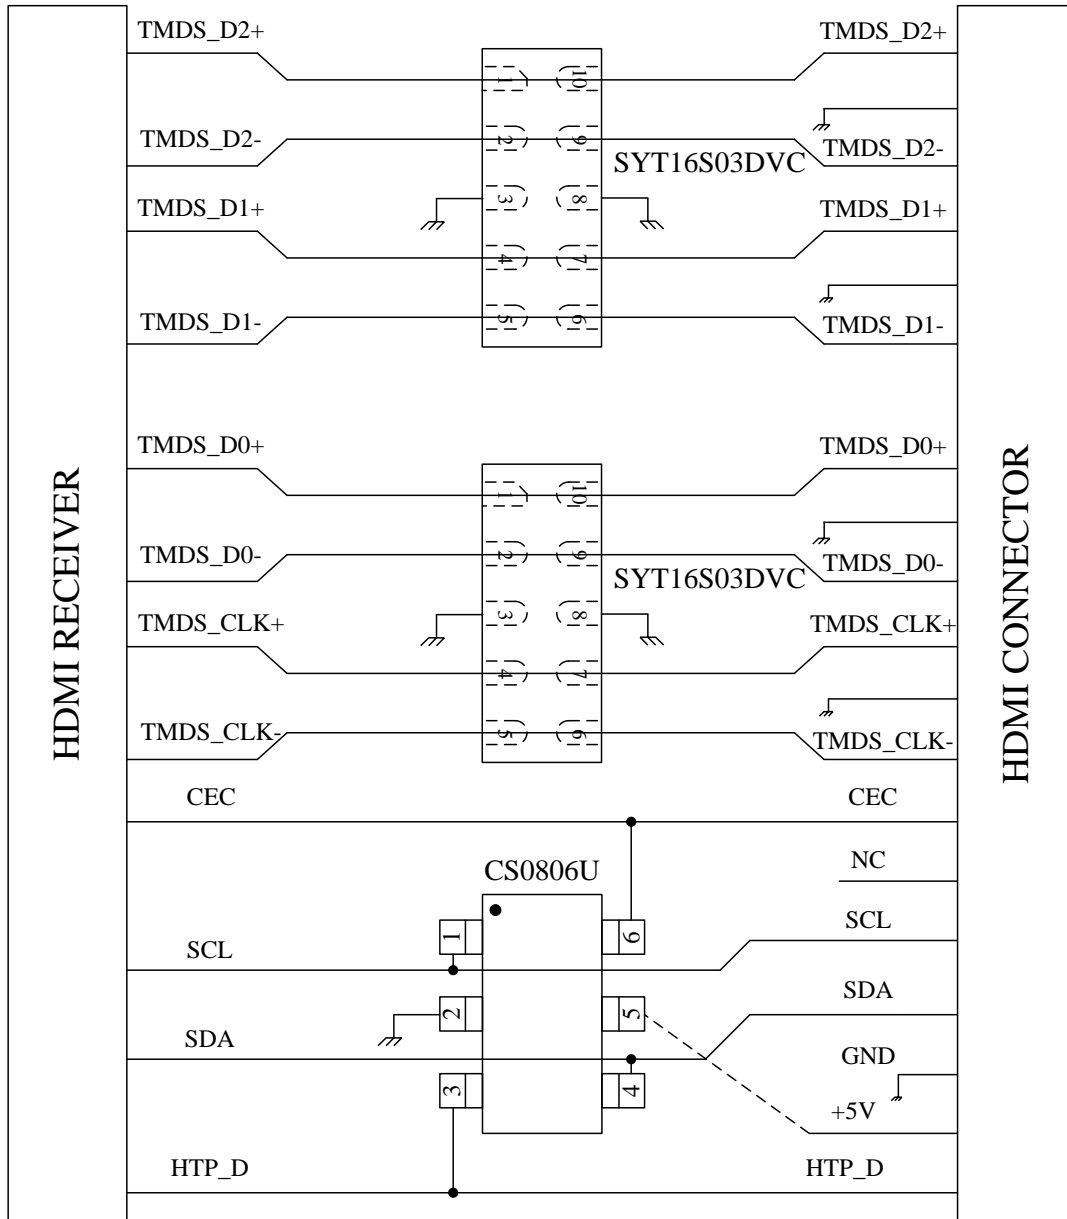 TMDS_D2+ TMDS_D2+
1 10
TMDS_D2- TMDS_D2-
2 9
SYT16S03DVC
3 8
TMDS_D1+ TMDS_D1+
4 7
TMDS_D1- TMDS_D1-
5 6
HDMI RECEIVER
HDMI CONNECTOR
TMDS_D0+ TMDS_D0+
1 10
TMDS_D0- TMDS_D0-
2 9
SYT16S03DVC
3 8
TMDS_CLK+ TMDS_CLK+
4 7
TMDS_CLK- TMDS_CLK-
5 6
CEC CEC
NC
CS0806U
SCL
1 6
SCL
SDA
2 5
SDA
GND
3 4
+5V
HTP_D HTP_D